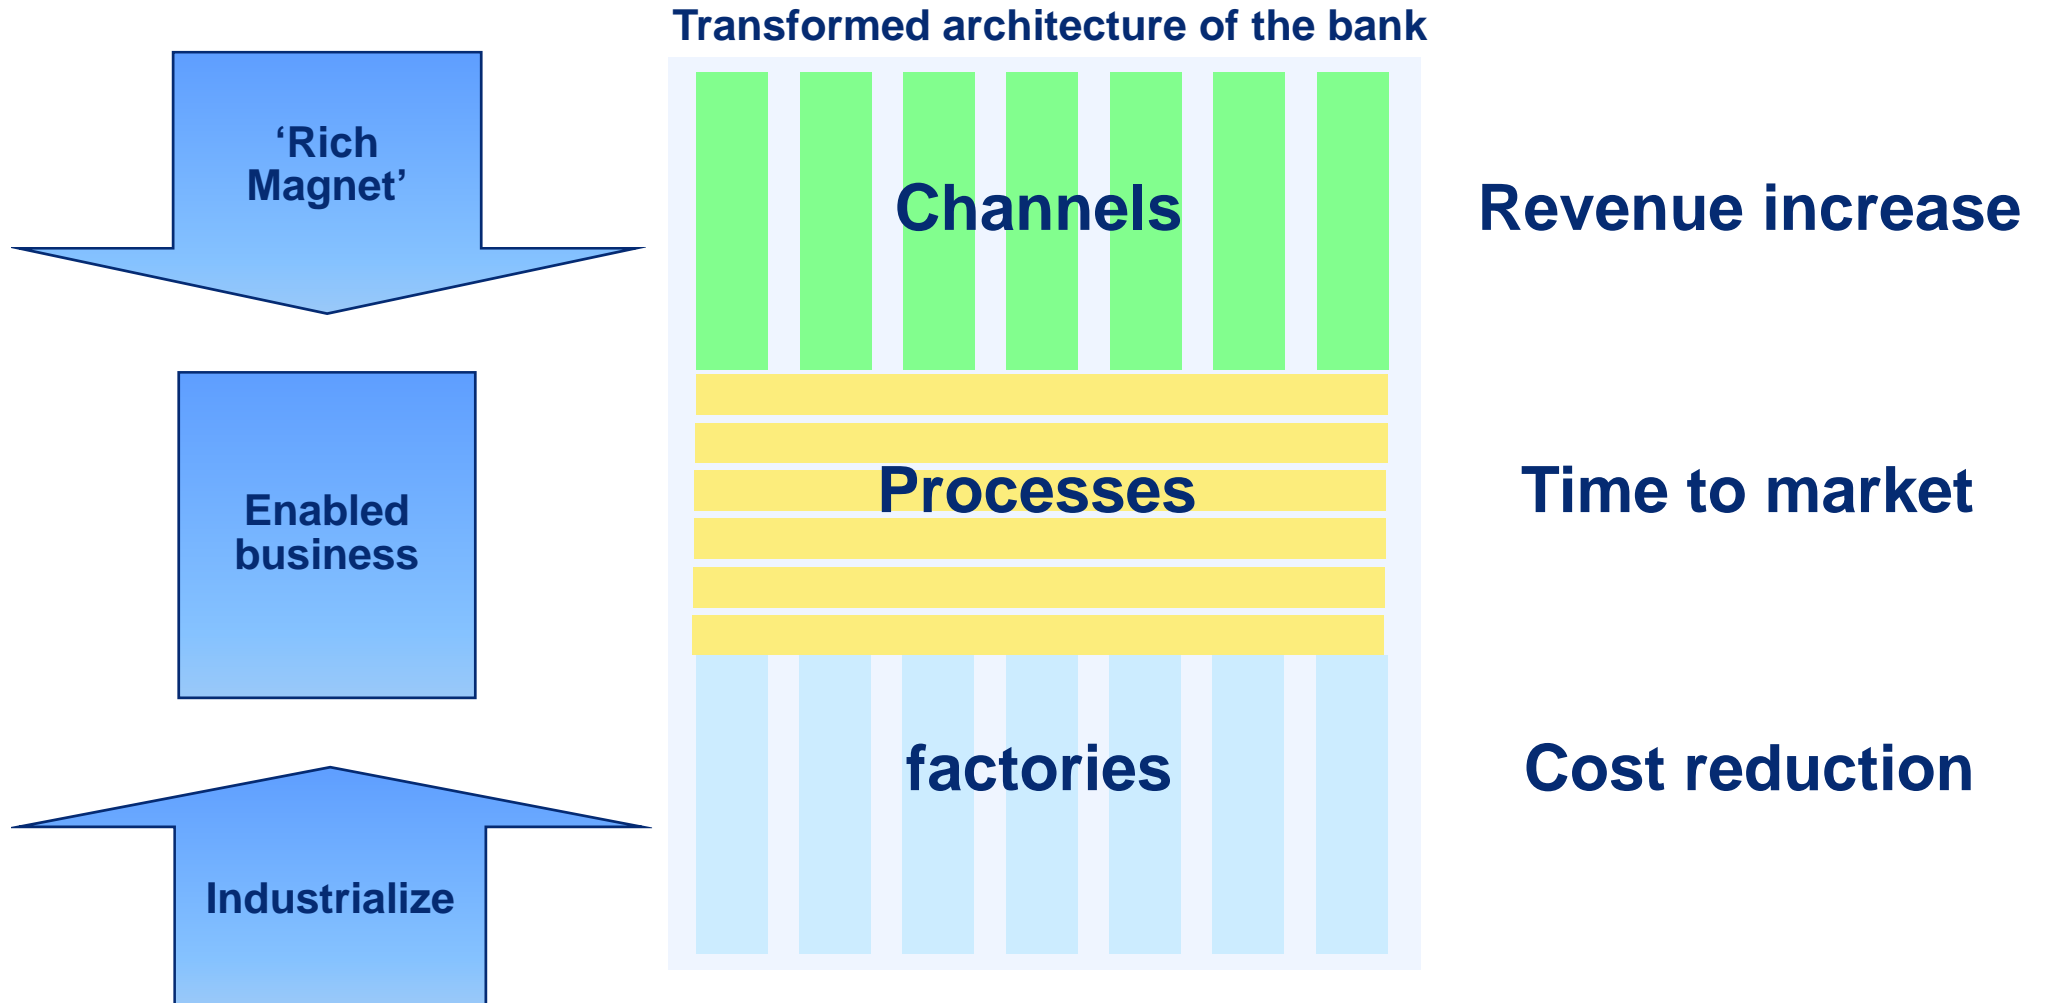 Transformed architecture of the bank
‘Rich
Magnet’
Channels
Revenue increase
Enabled
business
Processes
Time to market
factories
Cost reduction
Industrialize